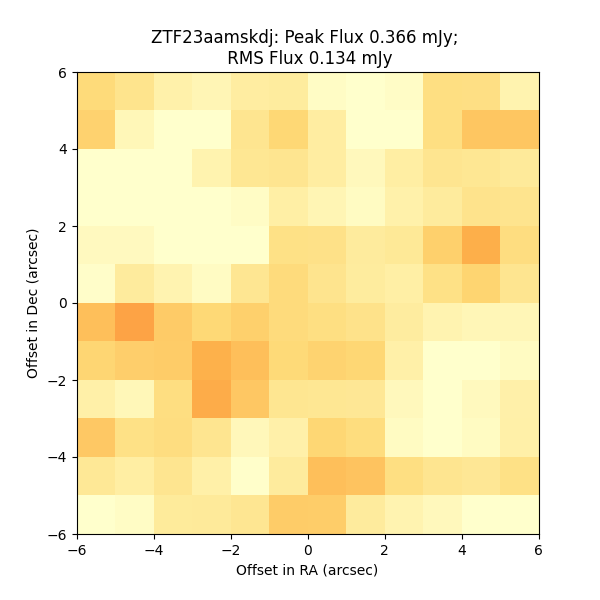 ZTF23aamskdj: Peak Flux 0.366 mJy;
RMS Flux 0.134 mJy
6
4
2
0
−2
−4
−6
Offset in Dec (arcsec)
−6 −4 −2 0 2 4 6
Offset in RA (arcsec)